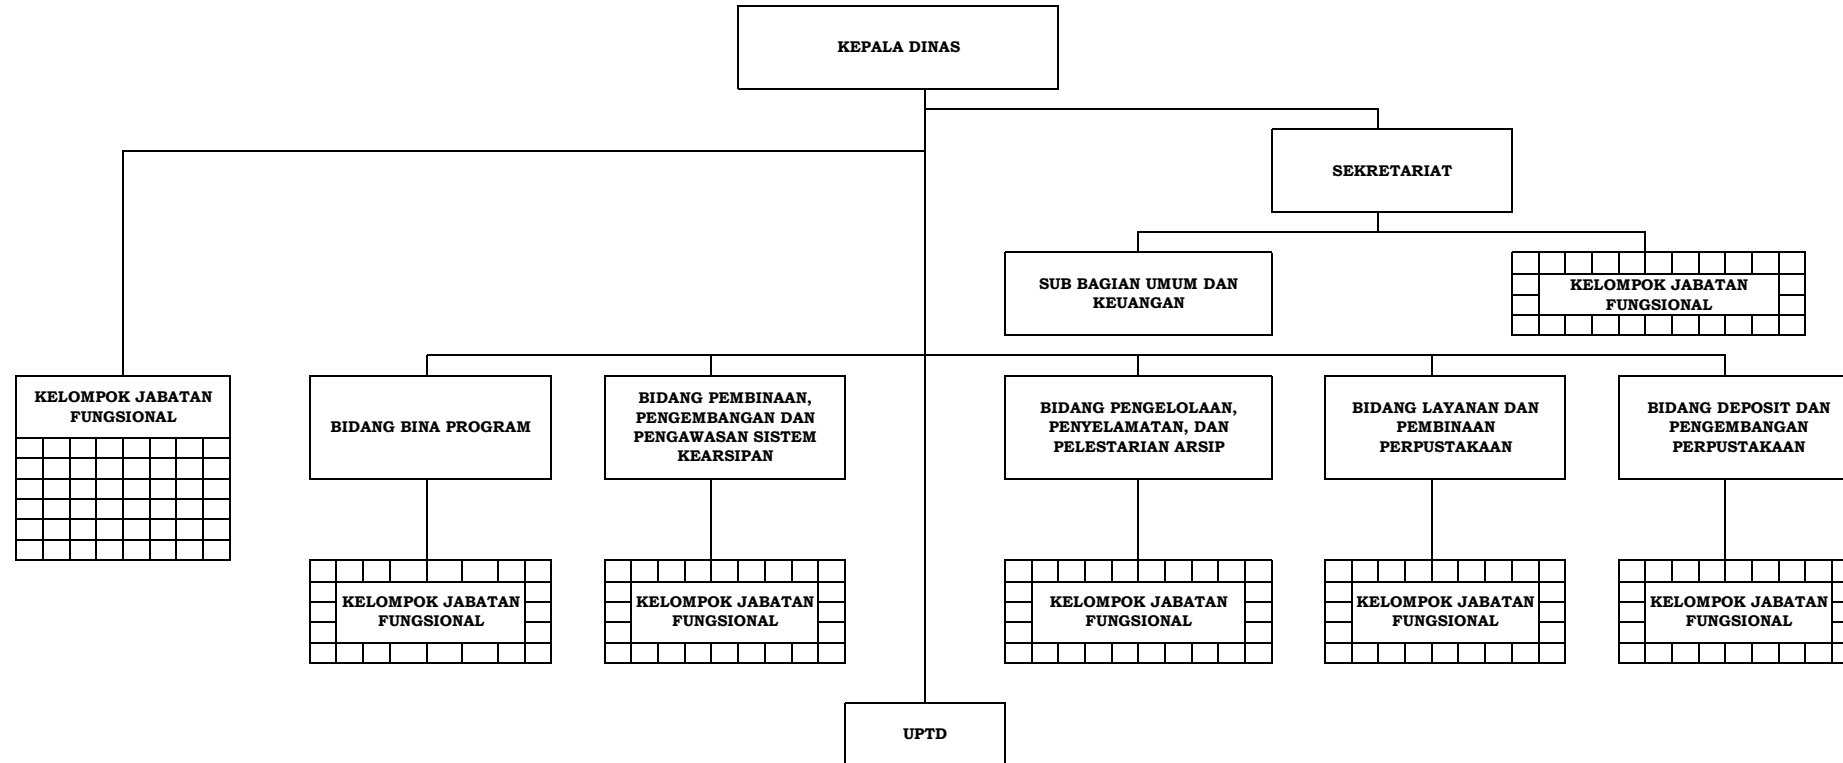 KEPALA DINAS
SEKRETARIAT
SUB BAGIAN UMUM DAN
KEUANGAN
KELOMPOK JABATAN
FUNGSIONAL
KELOMPOK JABATAN
FUNGSIONAL
BIDANG BINA PROGRAM
BIDANG PEMBINAAN,
PENGEMBANGAN DAN
PENGAWASAN SISTEM
KEARSIPAN
BIDANG PENGELOLAAN,
PENYELAMATAN, DAN
PELESTARIAN ARSIP
BIDANG LAYANAN DAN
PEMBINAAN
PERPUSTAKAAN
BIDANG DEPOSIT DAN
PENGEMBANGAN
PERPUSTAKAAN
KELOMPOK JABATAN
FUNGSIONAL
KELOMPOK JABATAN
FUNGSIONAL
KELOMPOK JABATAN
FUNGSIONAL
KELOMPOK JABATAN
FUNGSIONAL
KELOMPOK JABATAN
FUNGSIONAL
UPTD